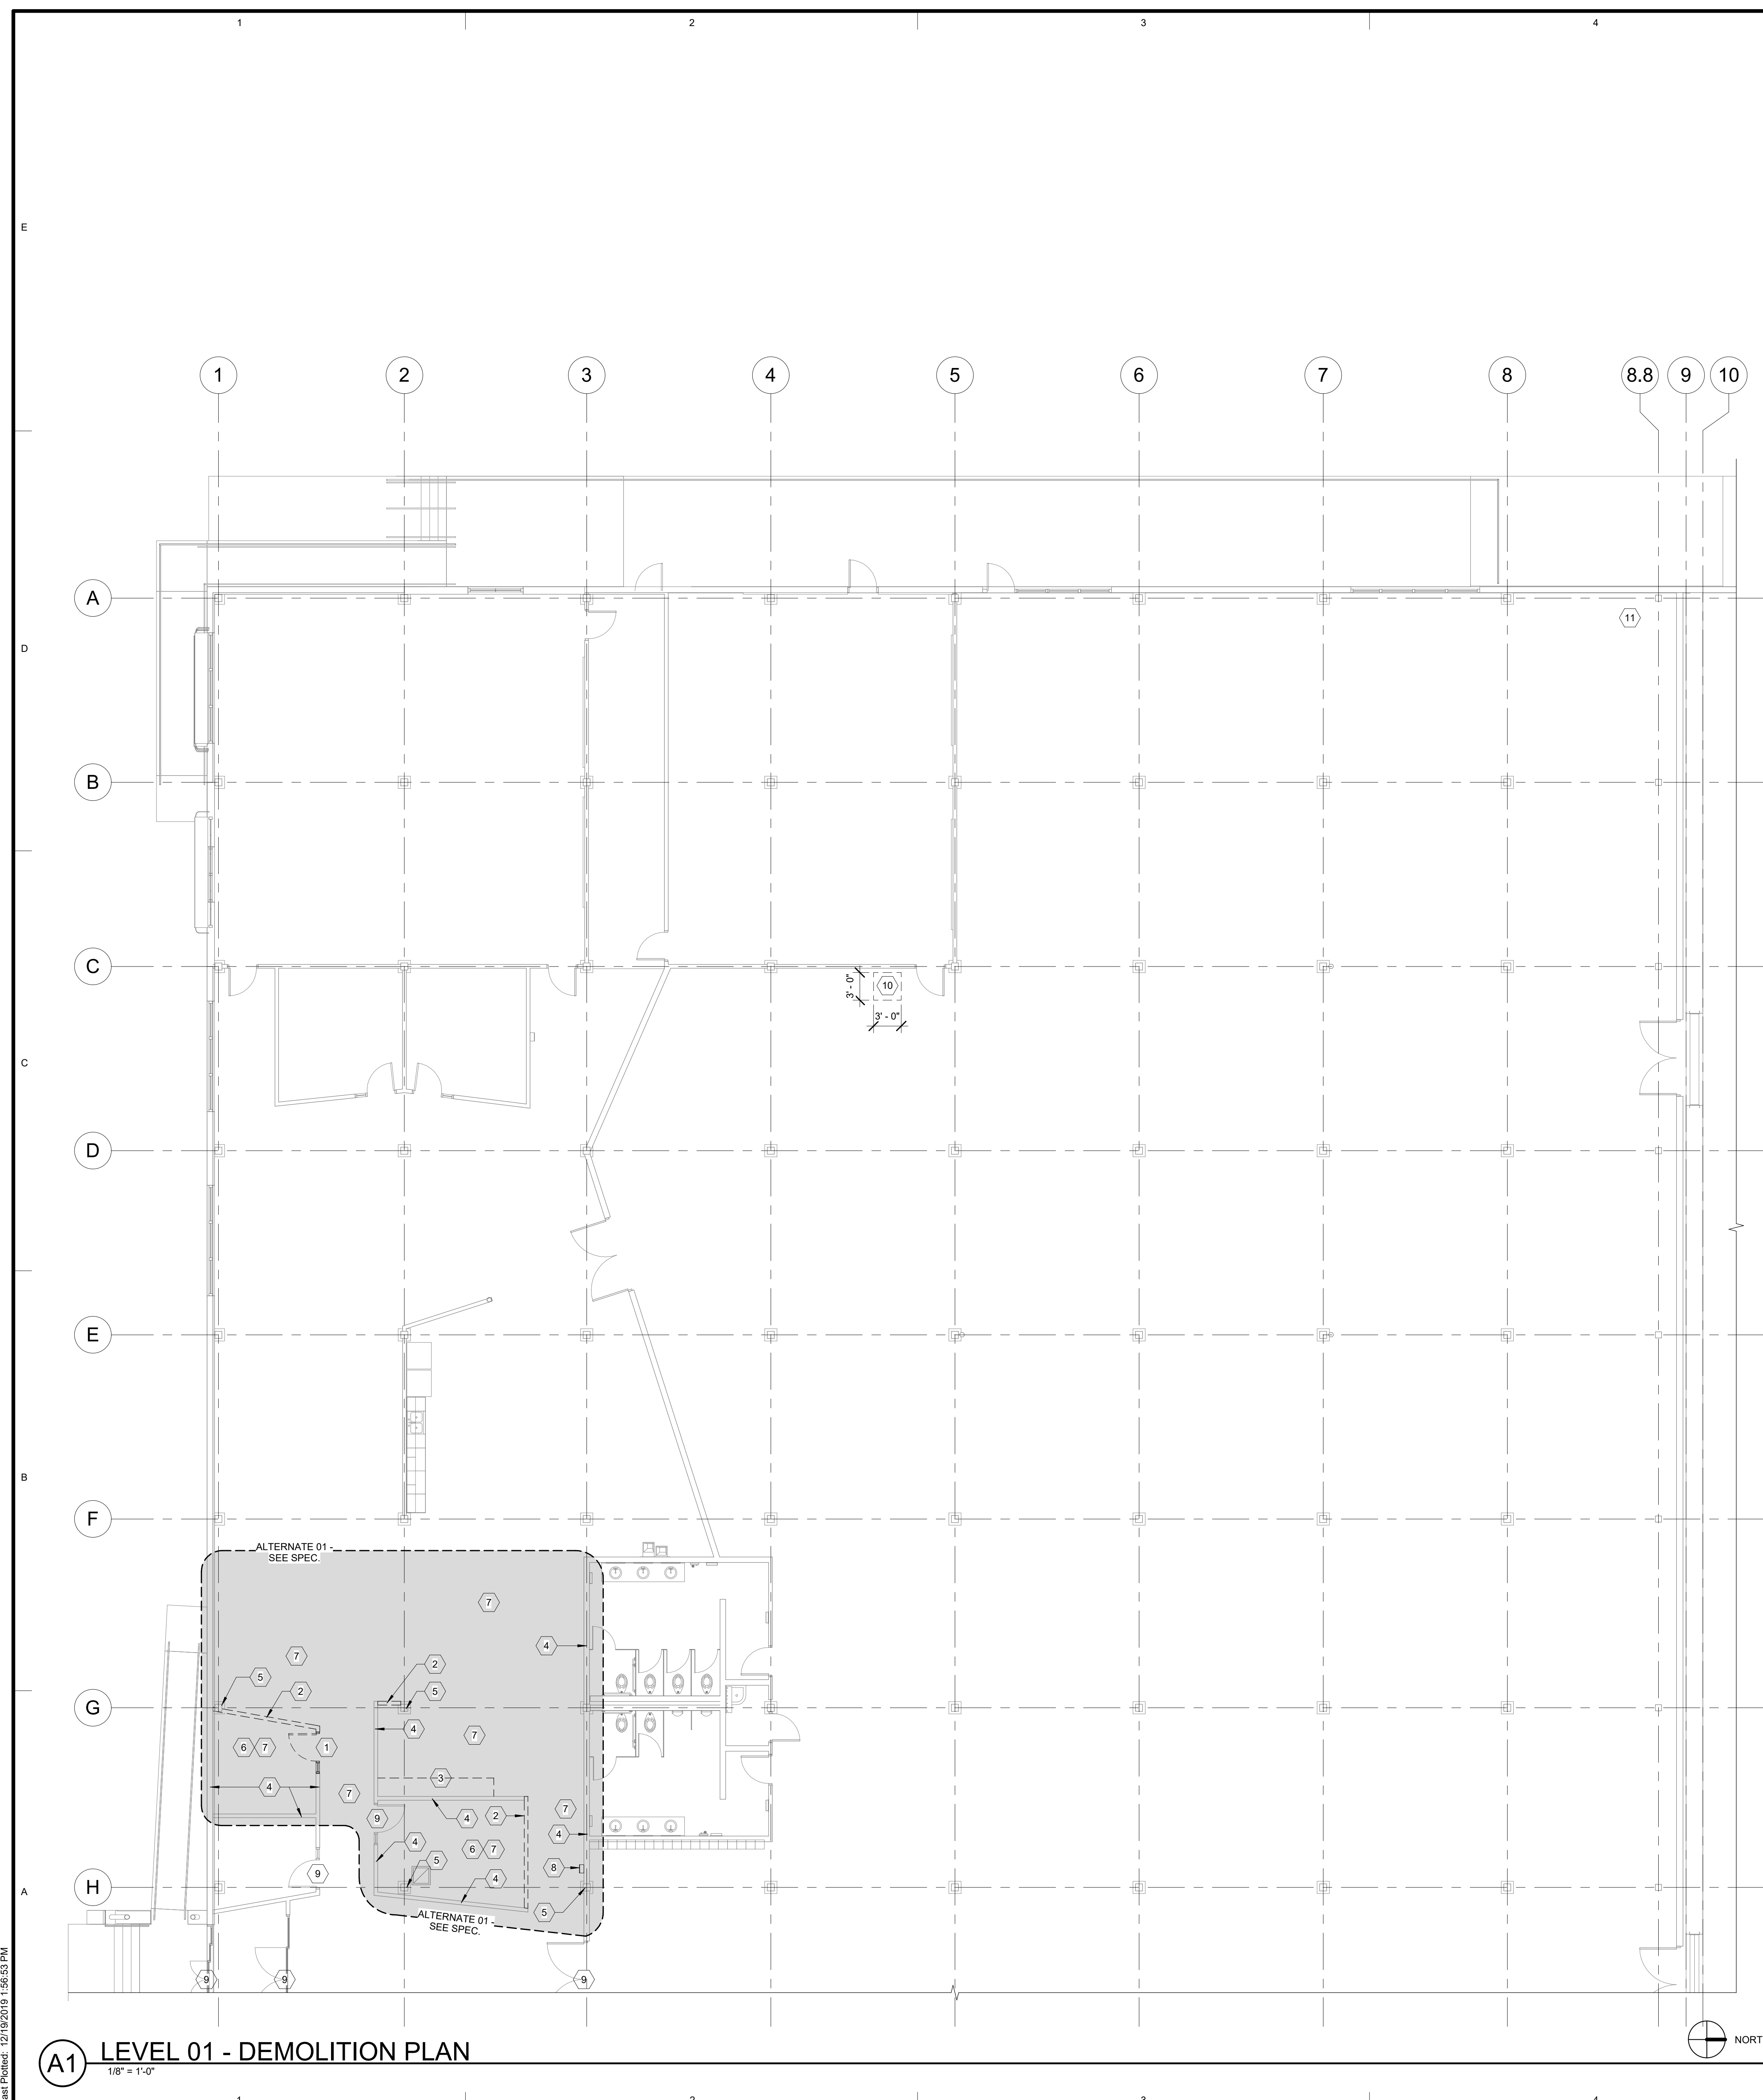 1 2 3 4
E
1 2 3 4 5 6 7 8 8.8 9 10
A
11
D
B
C
3' - 0"
10
3' - 0"
C
D
E
B
F
ALTERNATE 01 -
SEE SPEC.
7
4
7
2
5
2
5
G
4
7
6 7
1
3
4
7
9
4
2
7
4
4
6 7
5
8
9
4
A
H
5
ALTERNATE 01 -
SEE SPEC.
9
9
9
ast Plotted: 12/19/2019 1:56:53 PM
A1
LEVEL 01 - DEMOLITION PLAN
1/8" = 1'-0"
NORT
1 2 3 4